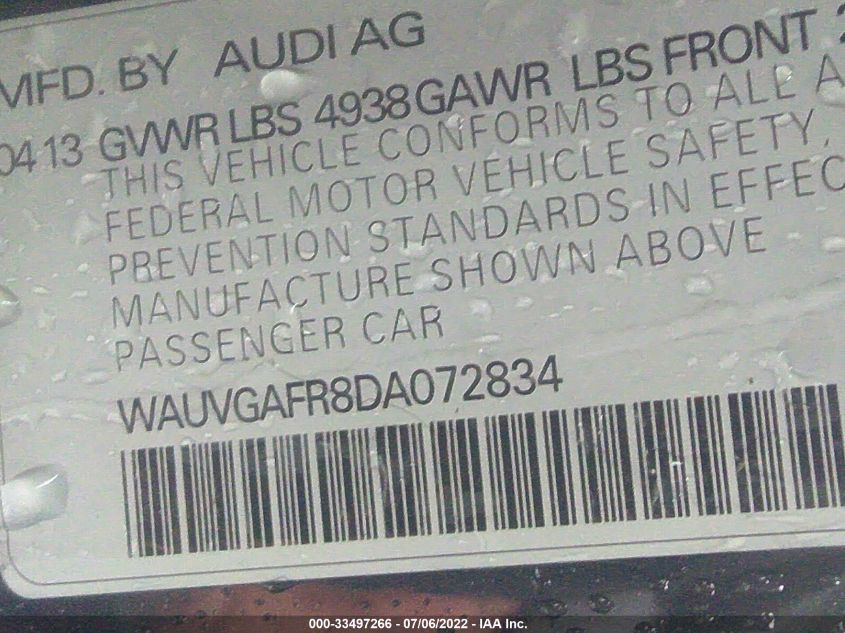 MFD. BY AUDI AG
0413 GVWR LBS 4938 GAWR LBS FRONT 2
THIS VEHICLE CONFORMS TO ALL A
FEDERAL MOTOR VEHICLE SAFETY,
PREVENTION STANDARDS IN EFFEC
MANUFACTURE SHOWN ABOVE
PASSENGER CAR
WAUVGAFR8DA072834
000-33497266 - 07/06/2022 - IAA Inc.